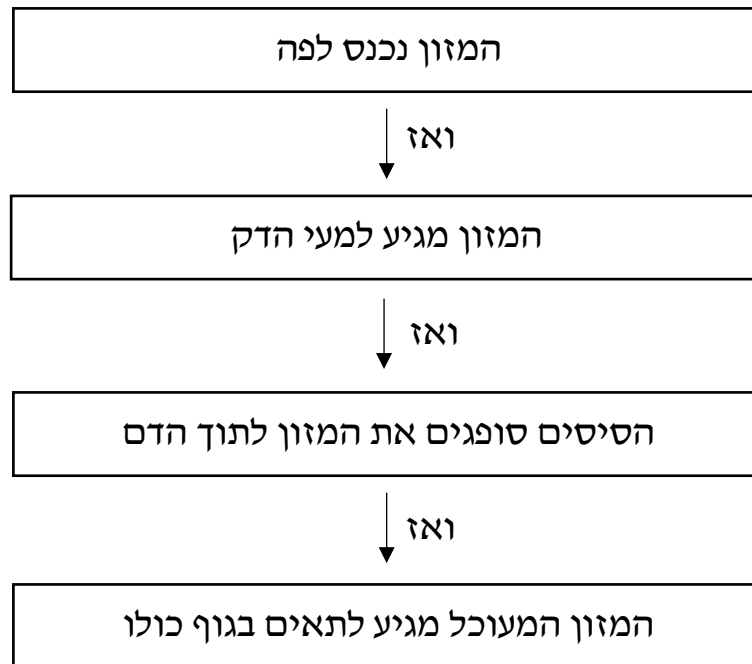 המזון נכנס לפה
ואז
המזון מגיע למעי הדק
ואז
הסיסים סופגים את המזון לתוך הדם
ואז
המזון המעוכל מגיע לתאים בגוף כולו